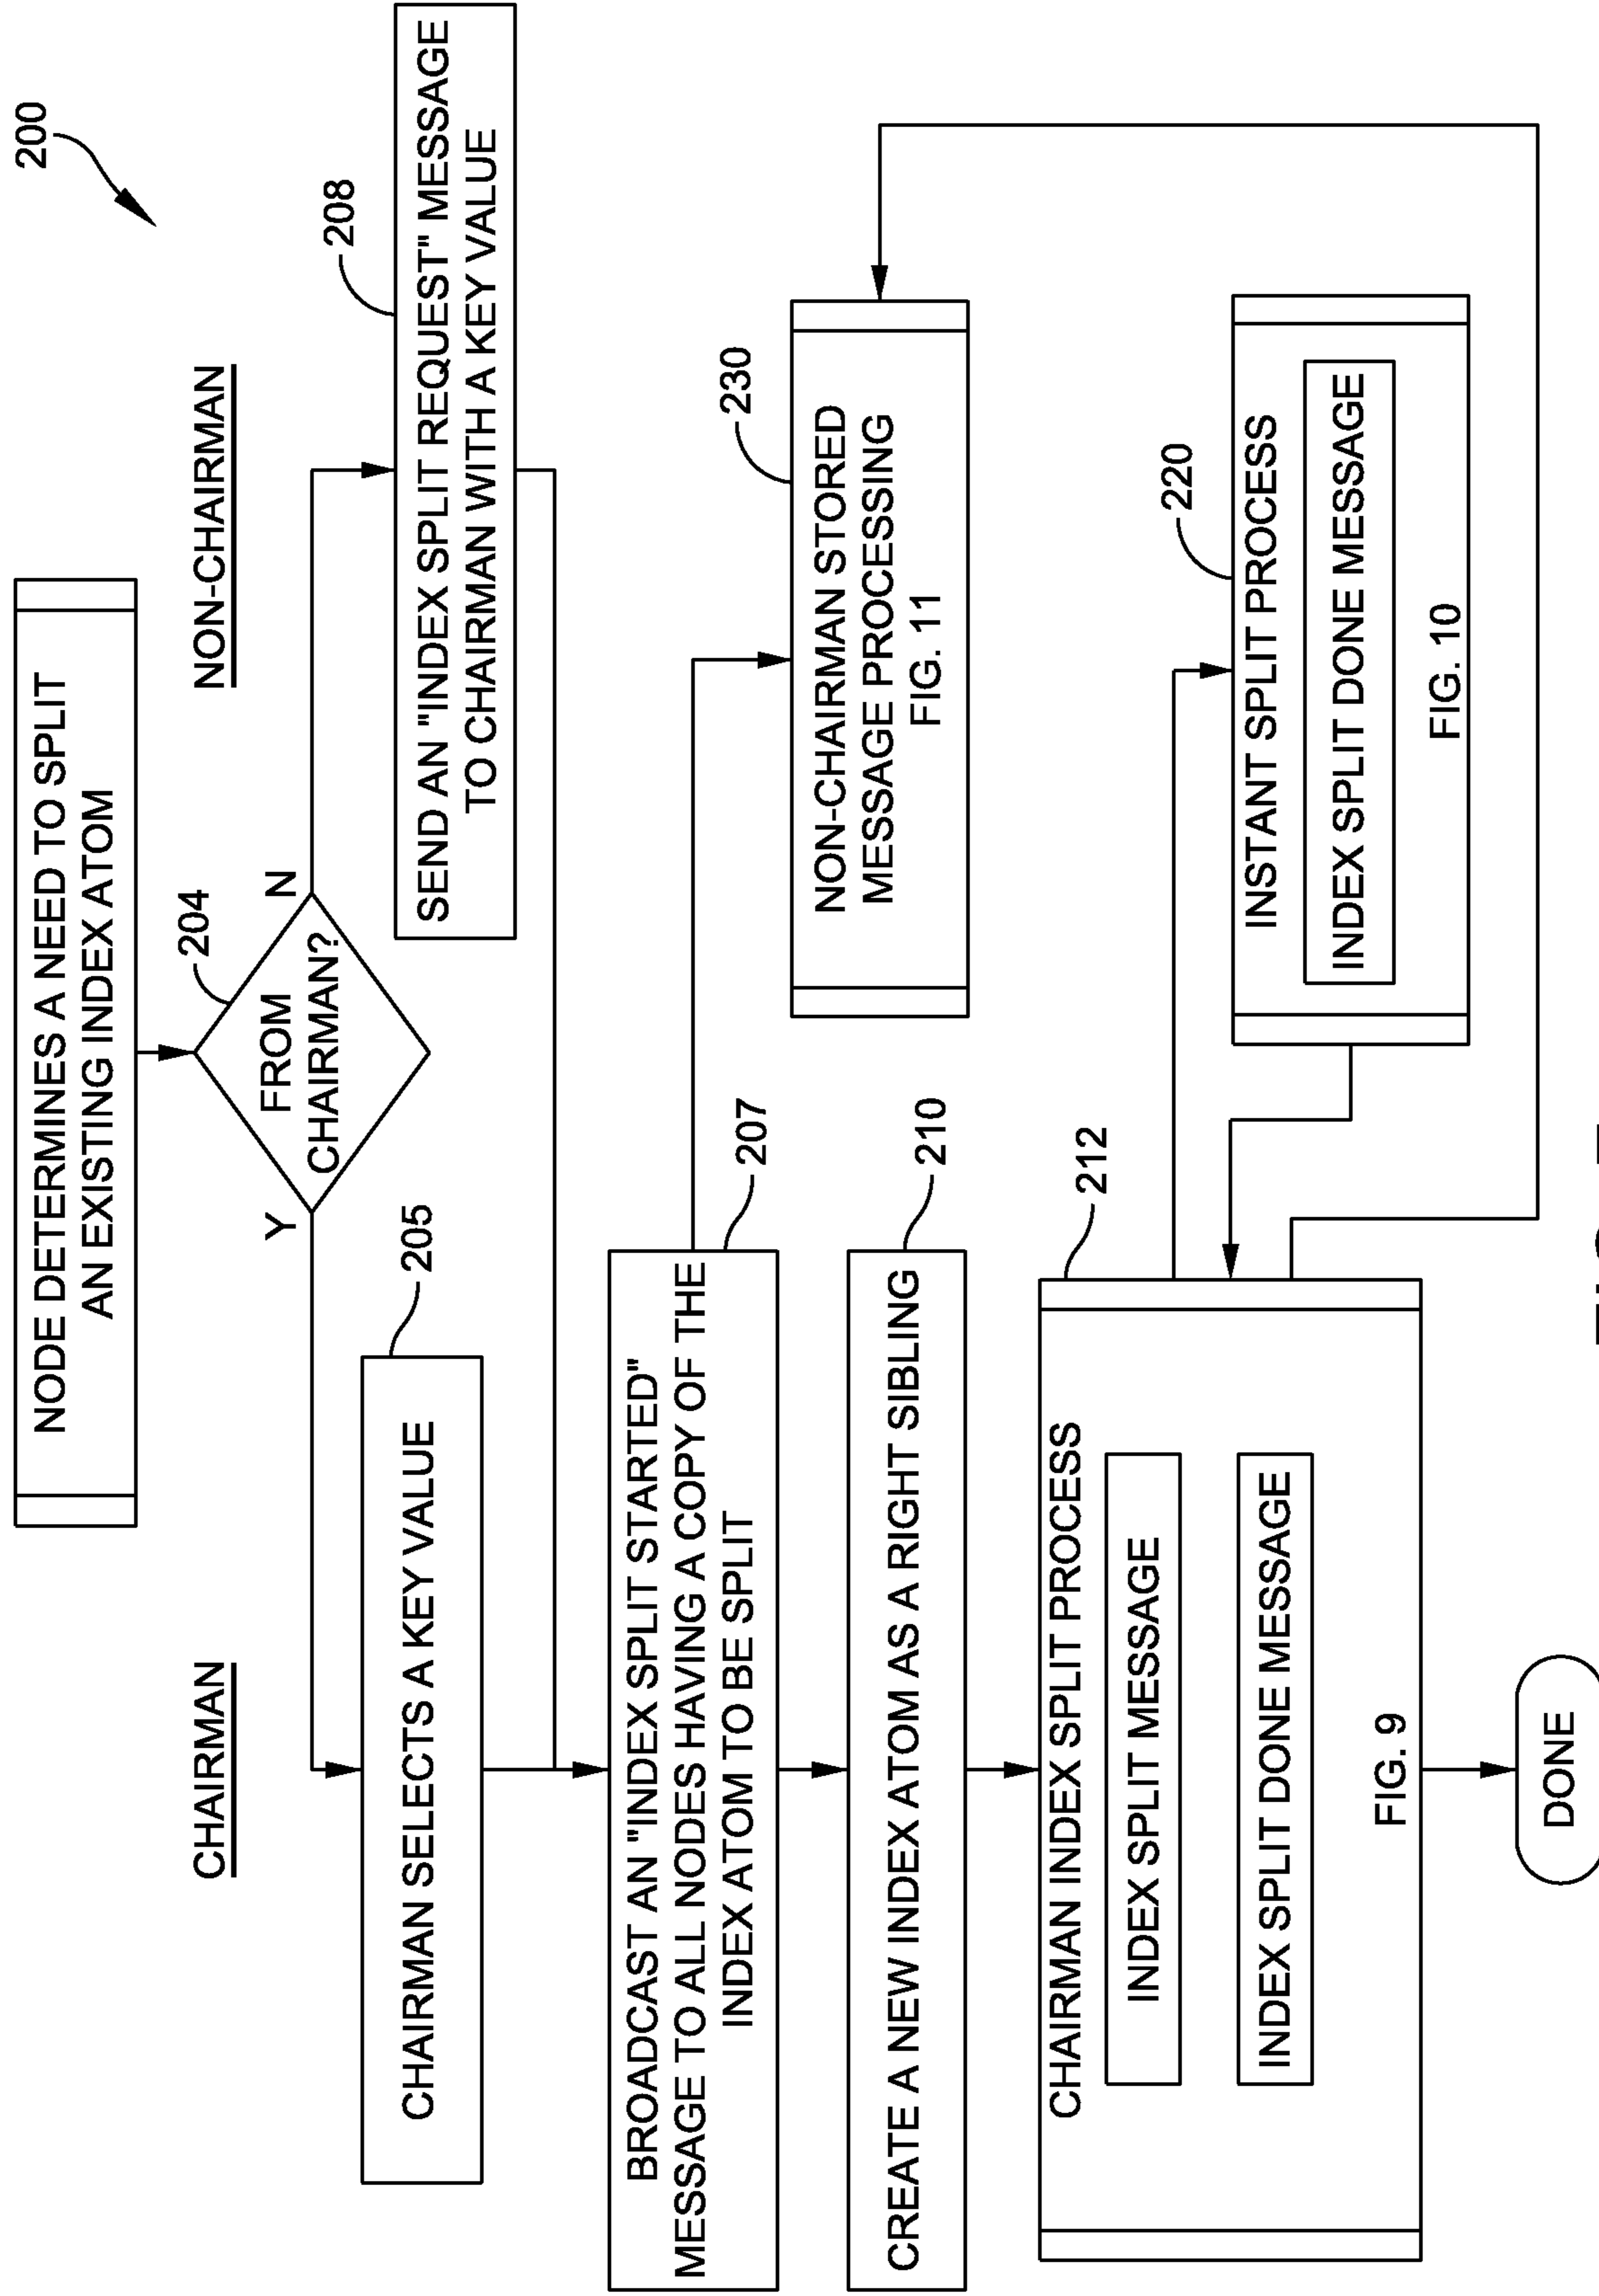 200
NODE DETERMINES A NEED TO SPLIT
AN EXISTING INDEX ATOM
CHAIRMAN
NON-CHAIRMAN
204
FROM
CHAIRMAN?
Y
N
205
CHAIRMAN SELECTS A KEY VALUE
208
SEND AN "INDEX SPLIT REQUEST" MESSAGE
TO CHAIRMAN WITH A KEY VALUE
BROADCAST AN "INDEX SPLIT STARTED"
MESSAGE TO ALL NODES HAVING A COPY OF THE
INDEX ATOM TO BE SPLIT
207
230
NON-CHAIRMAN STORED
MESSAGE PROCESSING
FIG. 11
CREATE A NEW INDEX ATOM AS A RIGHT SIBLING
210
212
CHAIRMAN INDEX SPLIT PROCESS
INDEX SPLIT MESSAGE
INDEX SPLIT DONE MESSAGE
FIG. 9
220
INSTANT SPLIT PROCESS
INDEX SPLIT DONE MESSAGE
FIG. 10
DONE